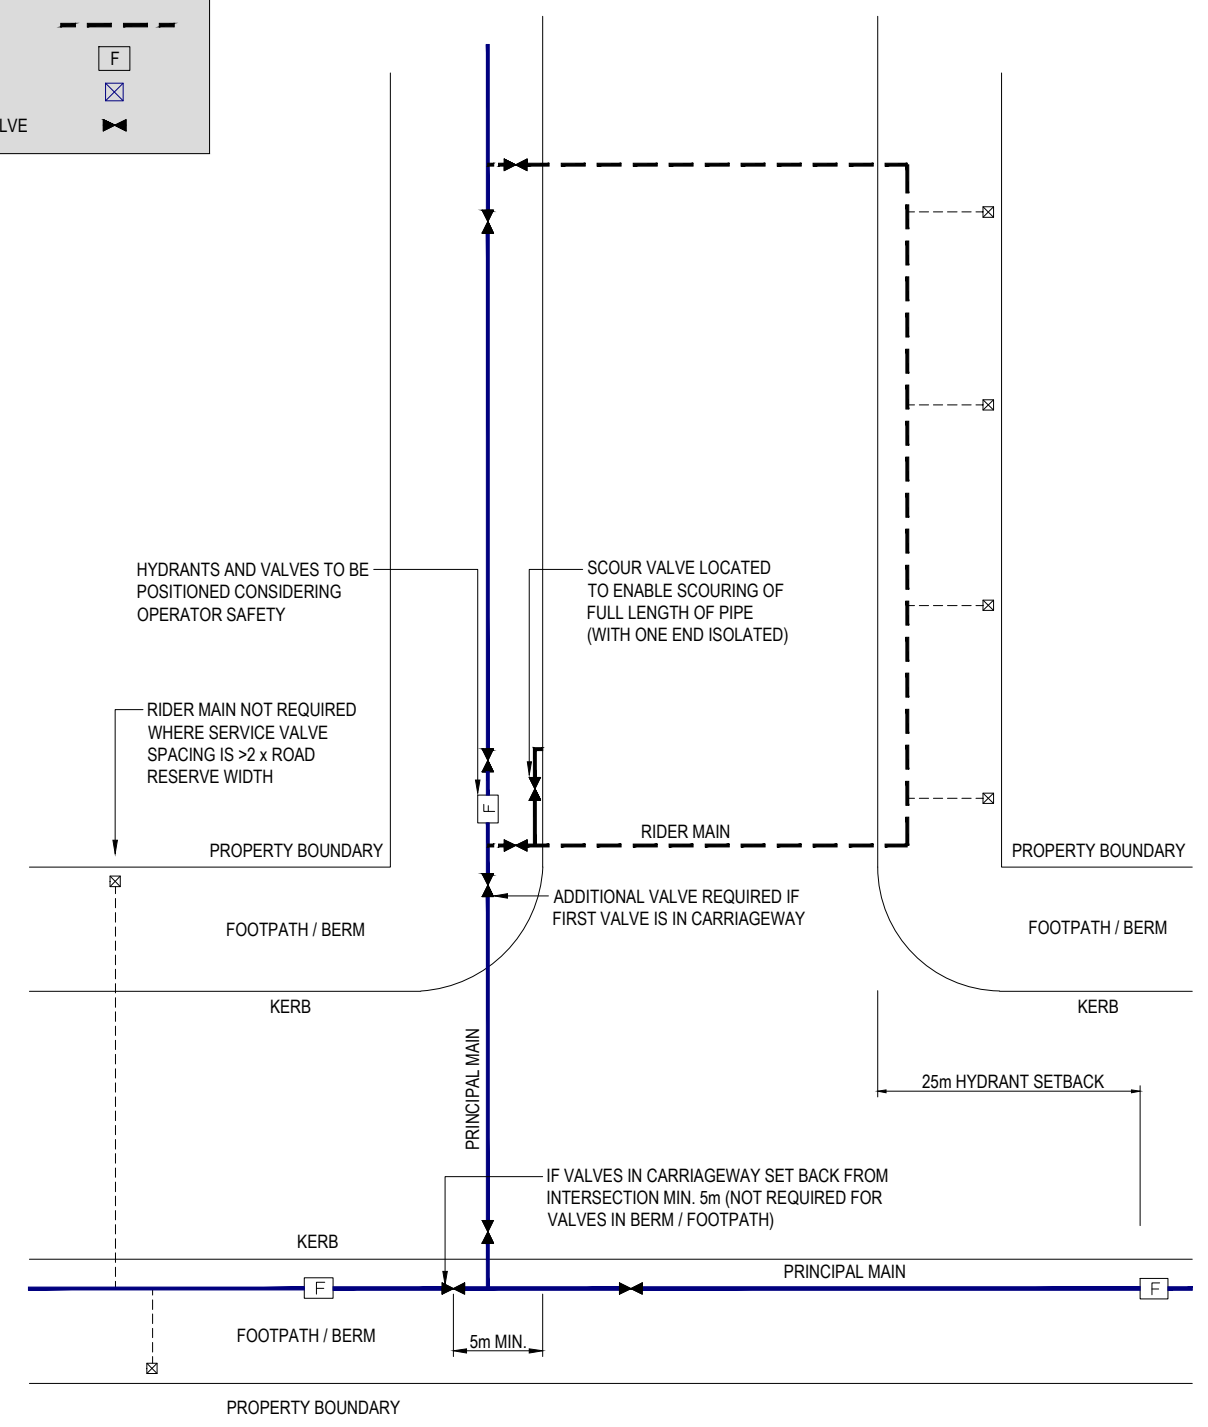 F
LVE
HYDRANTS AND VALVES TO BE
POSITIONED CONSIDERING
OPERATOR SAFETY
SCOUR VALVE LOCATED
TO ENABLE SCOURING OF
FULL LENGTH OF PIPE
(WITH ONE END ISOLATED)
RIDER MAIN NOT REQUIRED
WHERE SERVICE VALVE
SPACING IS >2 x ROAD
RESERVE WIDTH
F
RIDER MAIN
PROPERTY BOUNDARY
PROPERTY BOUNDARY
ADDITIONAL VALVE REQUIRED IF
FIRST VALVE IS IN CARRIAGEWAY
FOOTPATH / BERM
FOOTPATH / BERM
KERB
KERB
PRINCIPAL MAIN
25m HYDRANT SETBACK
IF VALVES IN CARRIAGEWAY SET BACK FROM
INTERSECTION MIN. 5m (NOT REQUIRED FOR
VALVES IN BERM / FOOTPATH)
KERB
PRINCIPAL MAIN
F
F
FOOTPATH / BERM
5m MIN.
PROPERTY BOUNDARY